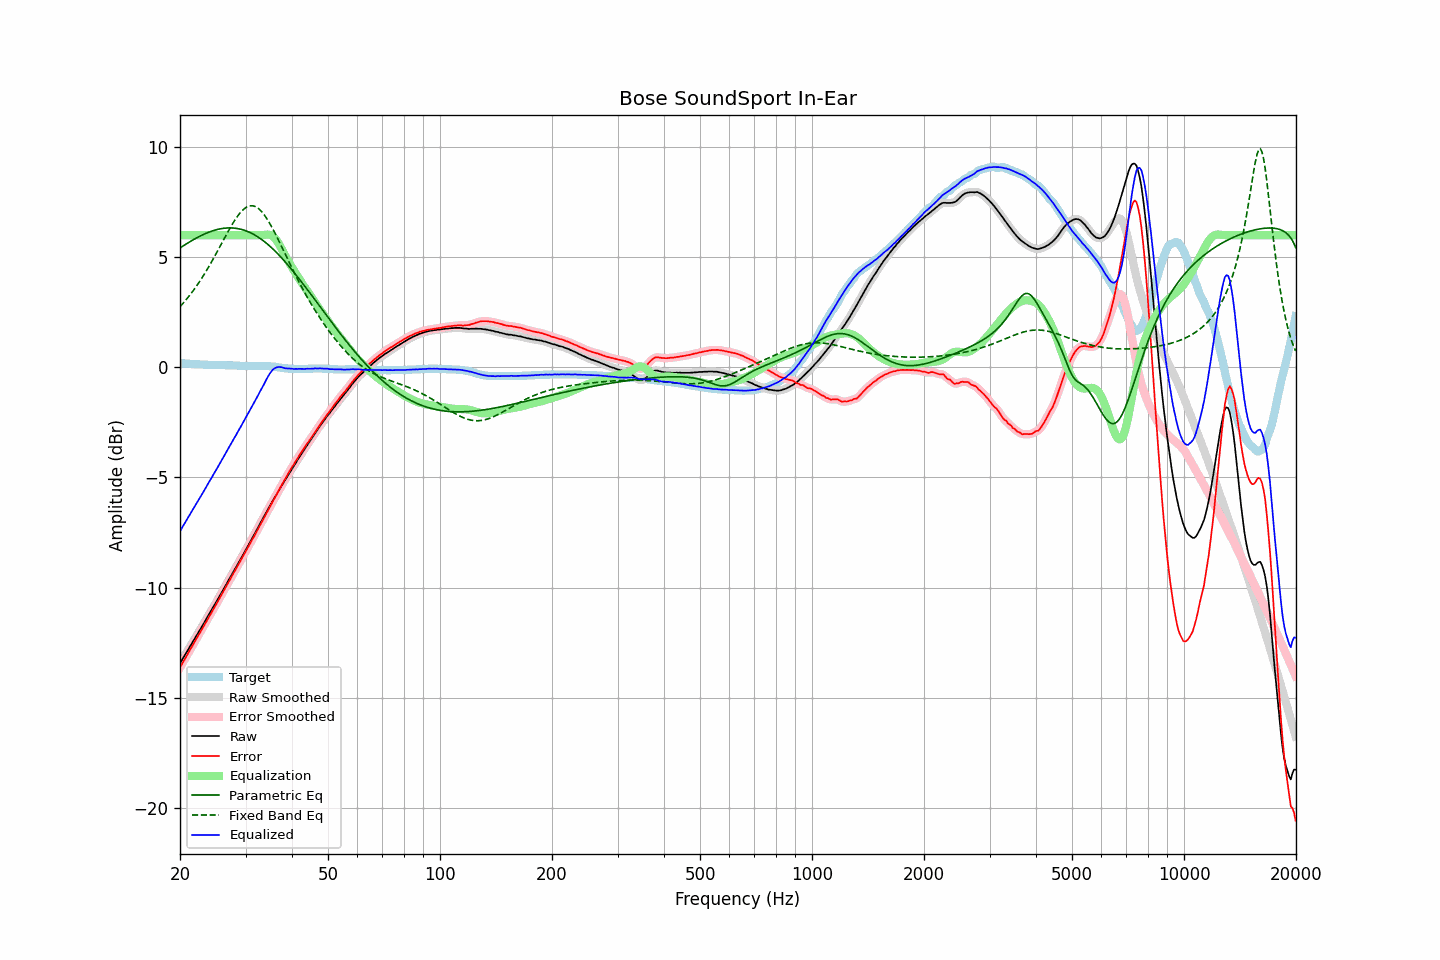 Bose SoundSport In-Ear
10
5
0
−5
−10
−15
−20
Amplitude (dBr)
Target
Raw Smoothed
Error Smoothed
Raw
Error
Equalization
Parametric Eq
Fixed Band Eq
Equalized
20 50 100 200 500 1000 2000 5000 10000 20000
Frequency (Hz)